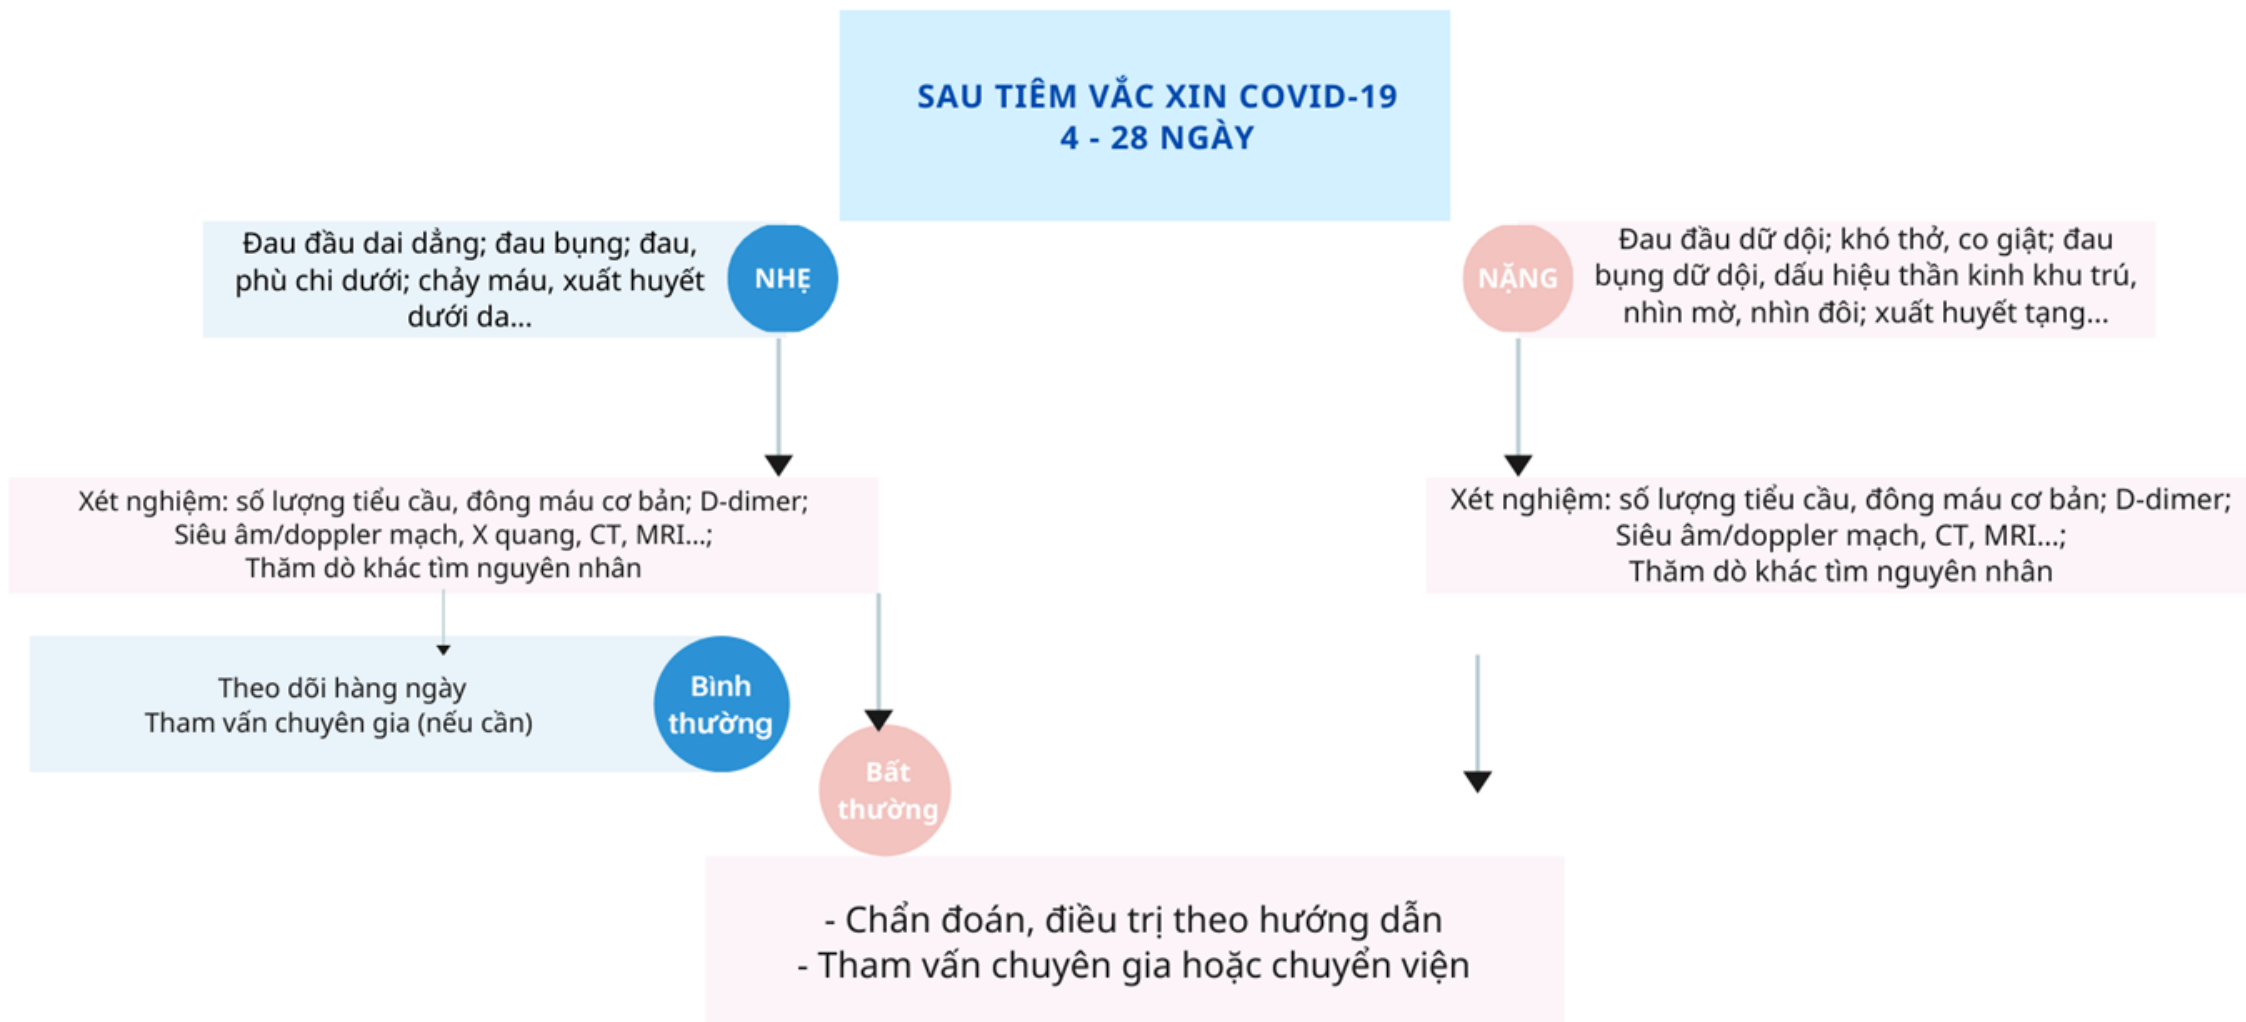 SAU TIÊM VẮC XIN COVID-19
4 - 28 NGÀY
Đau đầu dai dẳng; đau bụng; đau,
phù chi dưới; chảy máu, xuất huyết
dưới da...
NHẸ
NẶNG
Đau đầu dữ dội; khó thở, co giật; đau
bụng dữ dội, dấu hiệu thần kinh khu trú,
nhìn mờ, nhìn đôi; xuất huyết tạng...
Xét nghiệm: số lượng tiểu cầu, đông máu cơ bản; D-dimer;
Siêu âm/doppler mạch, X quang, CT, MRI...;
Thăm dò khác tìm nguyên nhân
Xét nghiệm: số lượng tiểu cầu, đông máu cơ bản; D-dimer;
Siêu âm/doppler mạch, CT, MRI...;
Thăm dò khác tìm nguyên nhân
Theo dõi hàng ngày
Tham vấn chuyên gia (nếu cần)
Bình
thường
Bất
thường
- Chẩn đoán, điều trị theo hướng dẫn
- Tham vấn chuyên gia hoặc chuyển viện